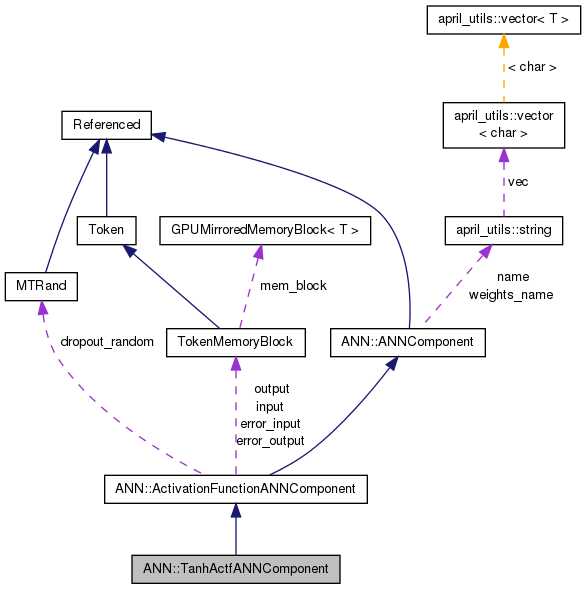 april_utils::vector< T >
< char >
april_utils::vector
< char >
Referenced
vec
Token
GPUMirroredMemoryBlock< T >
april_utils::string
MTRand
mem_block
name
weights_name
dropout_random
TokenMemoryBlock
ANN::ANNComponent
output
input
error_input
error_output
ANN::ActivationFunctionANNComponent
ANN::TanhActfANNComponent